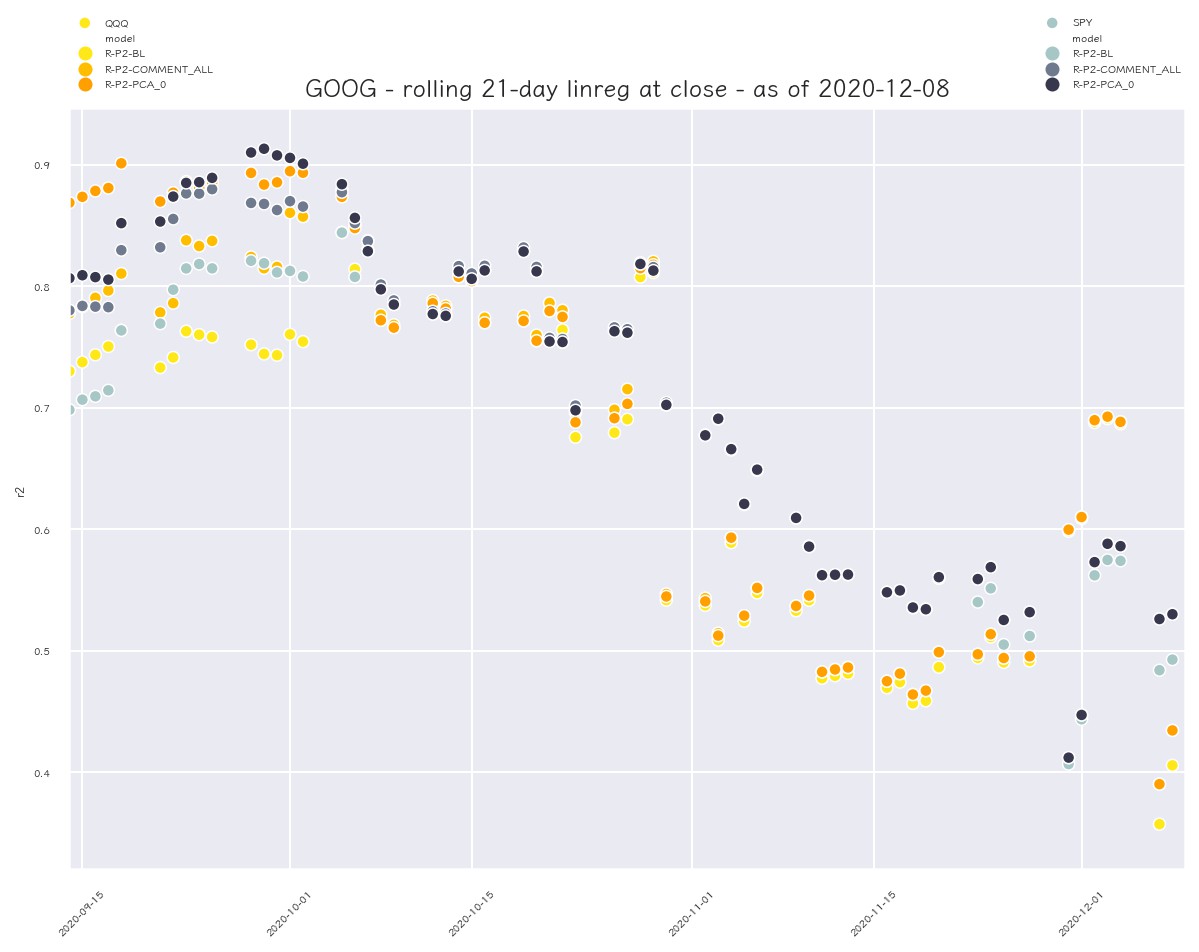 QQQ
model
R-P2-BL
R-P2-COMMENT_ALL
R-P2-PCA_0
SPY
model
R-P2-BL
R-P2-COMMENT_ALL
R-P2-PCA_0
GOOG - rolling 21-day linreg at close - as of 2020-12-08
0.9
0.8
0.7
0.6
0.5
0.4
r2
2020-09-15
2020-10-01
2020-10-15
2020-11-01
2020-11-15
2020-12-01